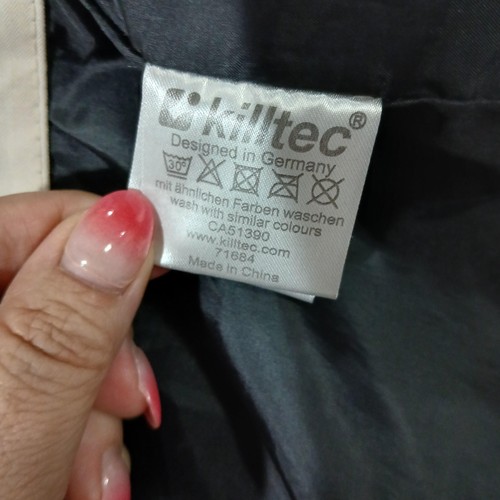 killtec®
Designed in Germany
30°
mit ähnlichen Farben waschen
wash with similar colours
CA51390
www.killtec.com
71684
Made in China